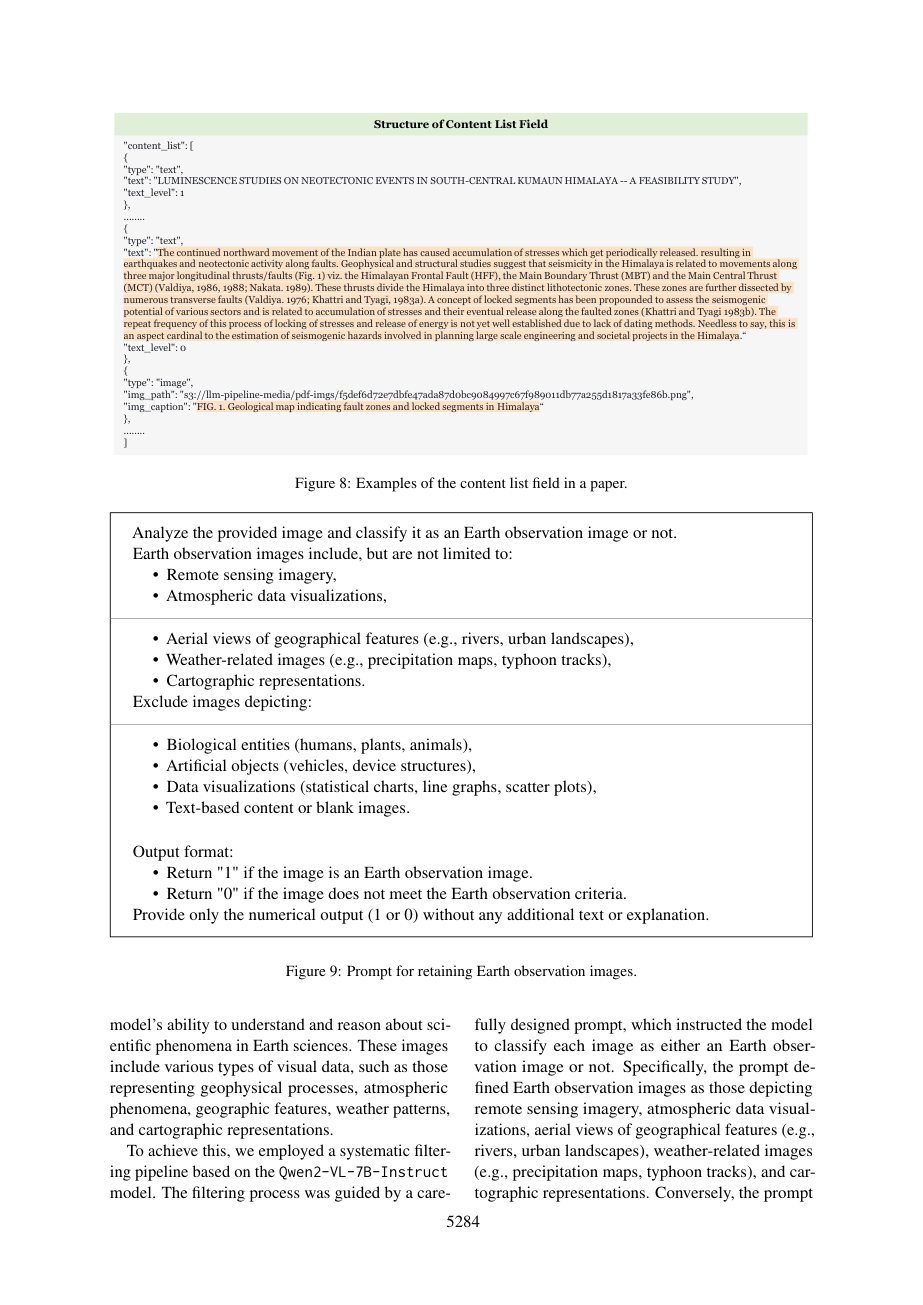 Structure of Content List Field
"content_list": [
{
"type": "text",
"text": "LUMINESCENCE STUDIES ON NEOTECTONIC EVENTS IN SOUTH-CENTRAL KUMAUN HIMALAYA -- A FEASIBILITY STUDY",
"text_level": 1
},
........
{
"type": "text",
"text": "The continued northward movement of the Indian plate has caused accumulation of stresses which get periodically released. resulting in
earthquakes and neotectonic activity along faults. Geophysical and structural studies suggest that seismicity in the Himalaya is related to movements along
three major longitudinal thrusts/faults (Fig. 1) viz. the Himalayan Frontal Fault (HFF), the Main Boundary Thrust (MBT) and the Main Central Thrust
(MCT) (Valdiya, 1986, 1988; Nakata. 1989). These thrusts divide the Himalaya into three distinct lithotectonic zones. These zones are further dissected by
numerous transverse faults (Valdiya. 1976; Khattri and Tyagi, 1983a). A concept of locked segments has been propounded to assess the seismogenic
potential of various sectors and is related to accumulation of stresses and their eventual release along the faulted zones (Khattri and Tyagi 1983b). The
repeat frequency of this process of locking of stresses and release of energy is not yet well established due to lack of dating methods. Needless to say, this is
an aspect cardinal to the estimation of seismogenic hazards involved in planning large scale engineering and societal projects in the Himalaya.“
"text_level": 0
},
{
"type": "image",
"img_path": "s3://llm-pipeline-media/pdf-imgs/f5def6d72e7dbfe47ada87d0bc9084997c67f989011db77a255d1817a33fe86b.png",
"img_caption": "FIG. 1. Geological map indicating fault zones and locked segments in Himalaya“
},
........
]
Figure 8: Examples of the content list field in a paper.
Analyze the provided image and classify it as an Earth observation image or not.
Earth observation images include, but are not limited to:
• Remote sensing imagery,
• Atmospheric data visualizations,
• Aerial views of geographical features (e.g., rivers, urban landscapes),
• Weather-related images (e.g., precipitation maps, typhoon tracks),
• Cartographic representations.
Exclude images depicting:
• Biological entities (humans, plants, animals),
• Artificial objects (vehicles, device structures),
• Data visualizations (statistical charts, line graphs, scatter plots),
• Text-based content or blank images.
Output format:
• Return "1" if the image is an Earth observation image.
• Return "0" if the image does not meet the Earth observation criteria.
Provide only the numerical output (1 or 0) without any additional text or explanation.
Figure 9: Prompt for retaining Earth observation images.
model's ability to understand and reason about sci-
entific phenomena in Earth sciences. These images
include various types of visual data, such as those
representing geophysical processes, atmospheric
phenomena, geographic features, weather patterns,
and cartographic representations.
To achieve this, we employed a systematic filter-
ing pipeline based on the Qwen2-VL-7B-Instruct
model. The filtering process was guided by a care-
fully designed prompt, which instructed the model
to classify each image as either an Earth obser-
vation image or not. Specifically, the prompt de-
fined Earth observation images as those depicting
remote sensing imagery, atmospheric data visual-
izations, aerial views of geographical features (e.g.,
rivers, urban landscapes), weather-related images
(e.g., precipitation maps, typhoon tracks), and car-
tographic representations. Conversely, the prompt
5284